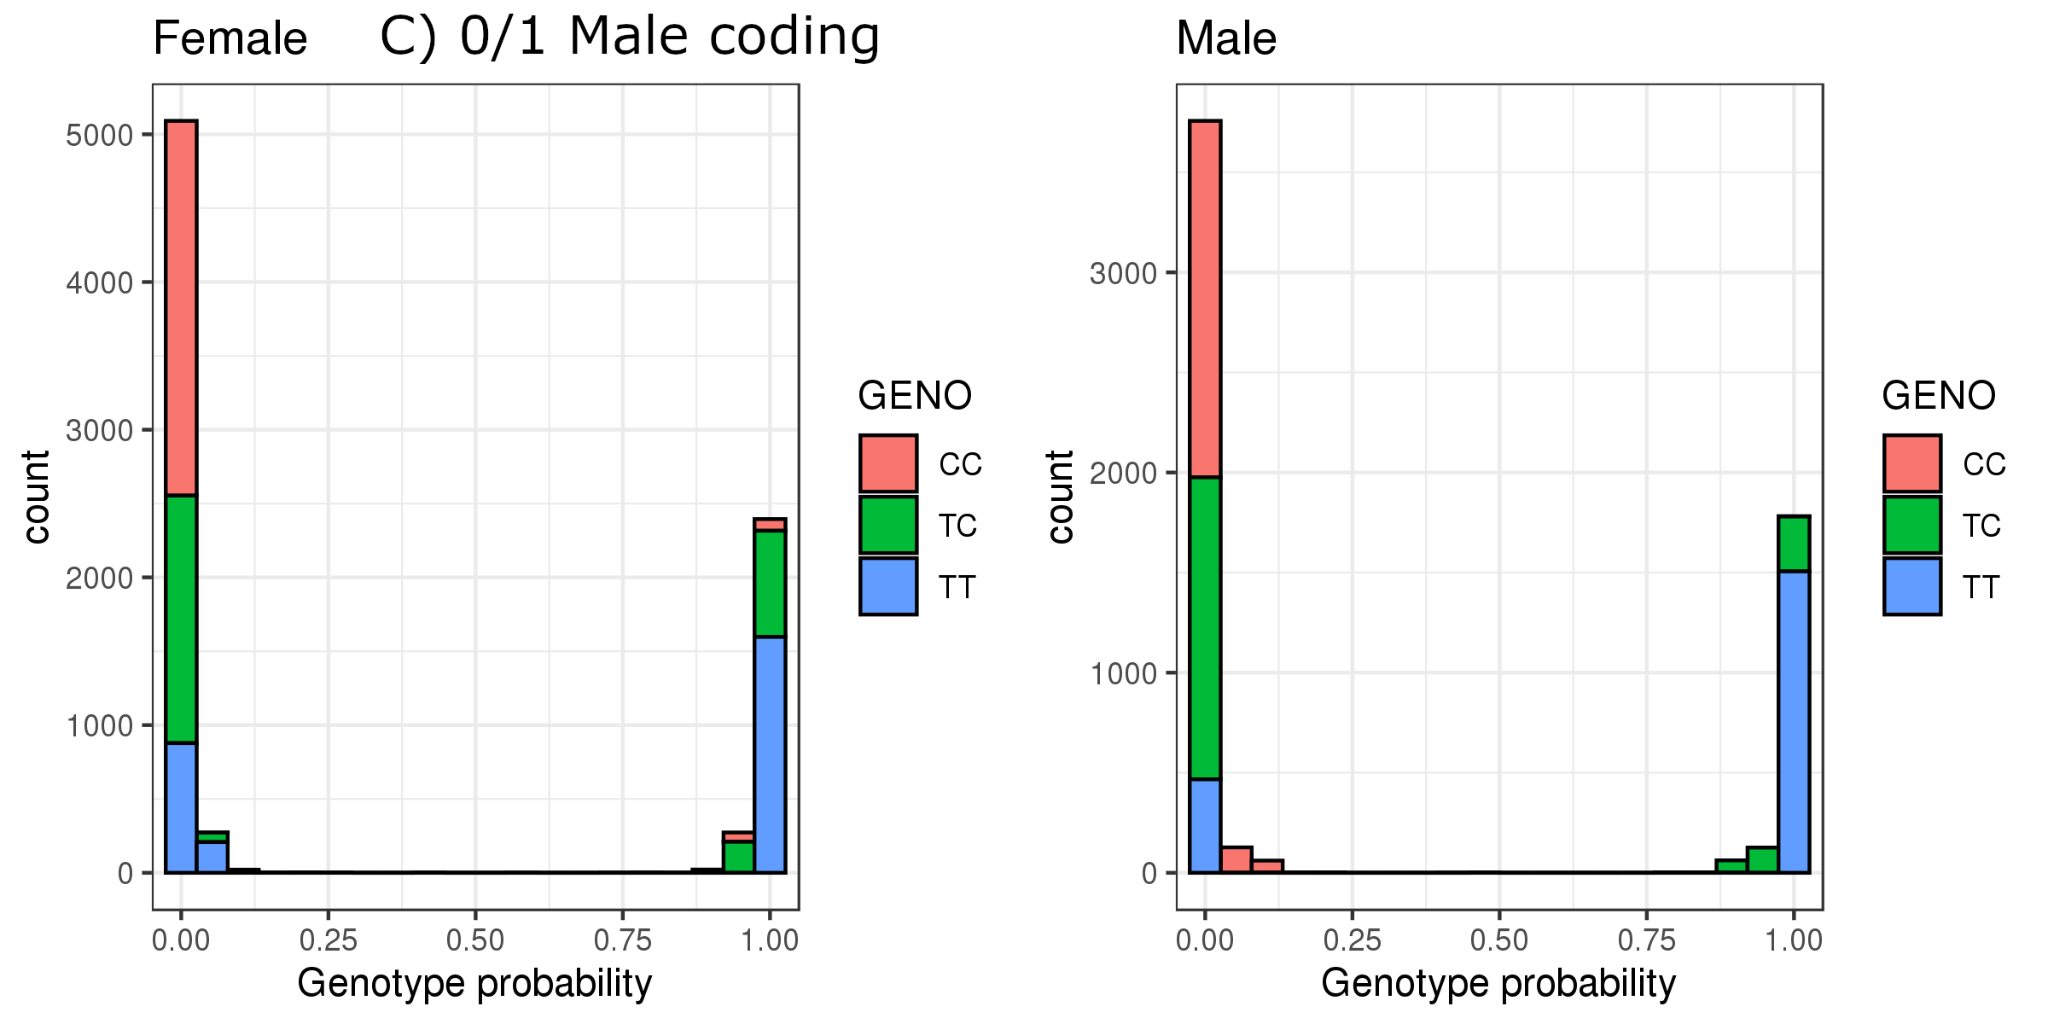 Female
C) 0/1 Male coding
5000
4000
3000
2000
1000
0
count
0.00 0.25 0.50 0.75 1.00
Genotype probability
GENO
CC
TC
TT
Male
3000
2000
1000
0
count
0.00 0.25 0.50 0.75 1.00
Genotype probability
GENO
CC
TC
TT